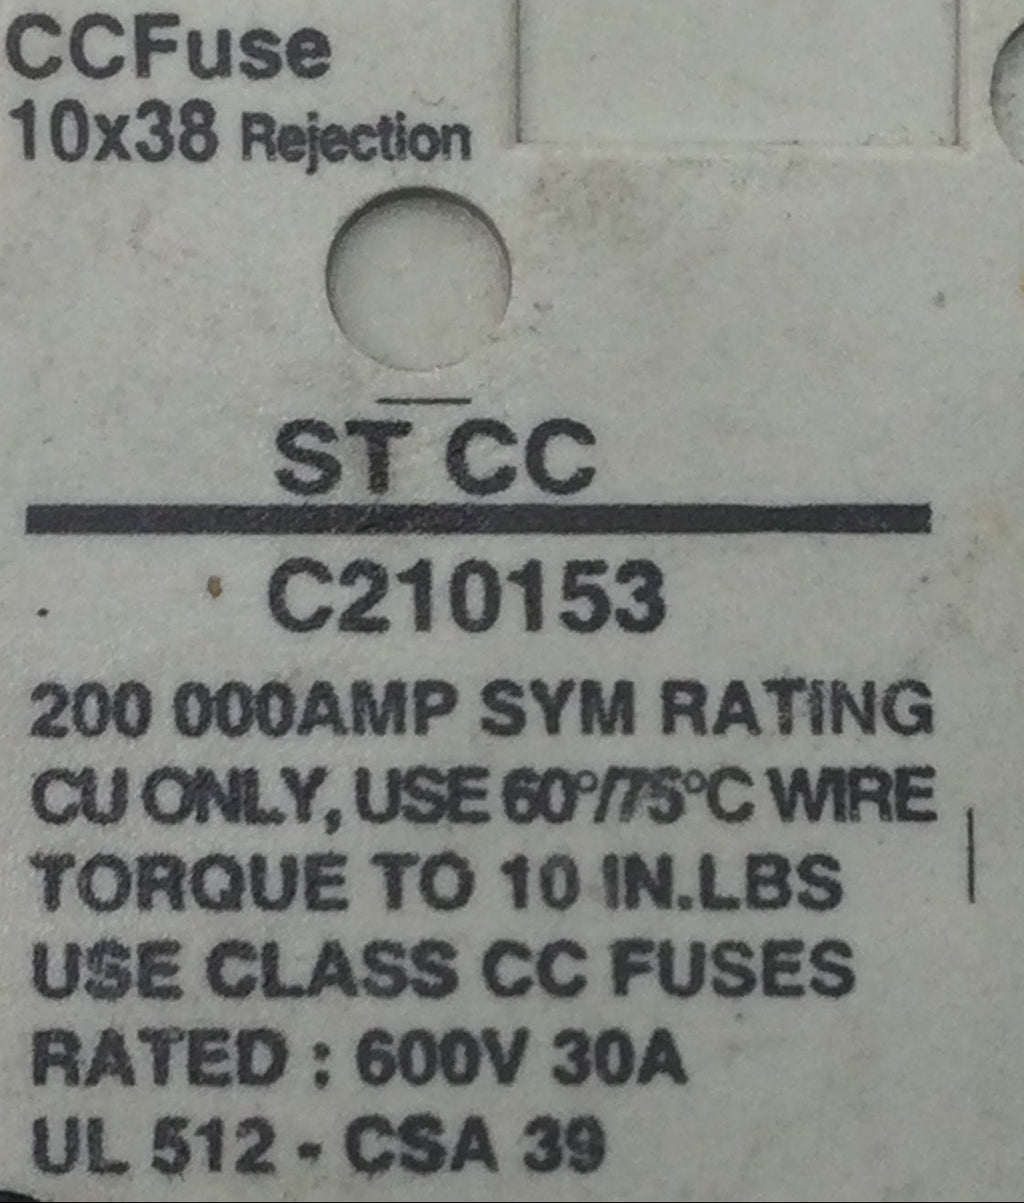 CCFuse
10x38 Rejection
ST CC
C210153
200 000AMP SYM RATING
CU ONLY, USE 60°/75°C WIRE
TORQUE TO 10 IN.LBS
USE CLASS CC FUSES
RATED : 600V 30A
UL 512 - CSA 39